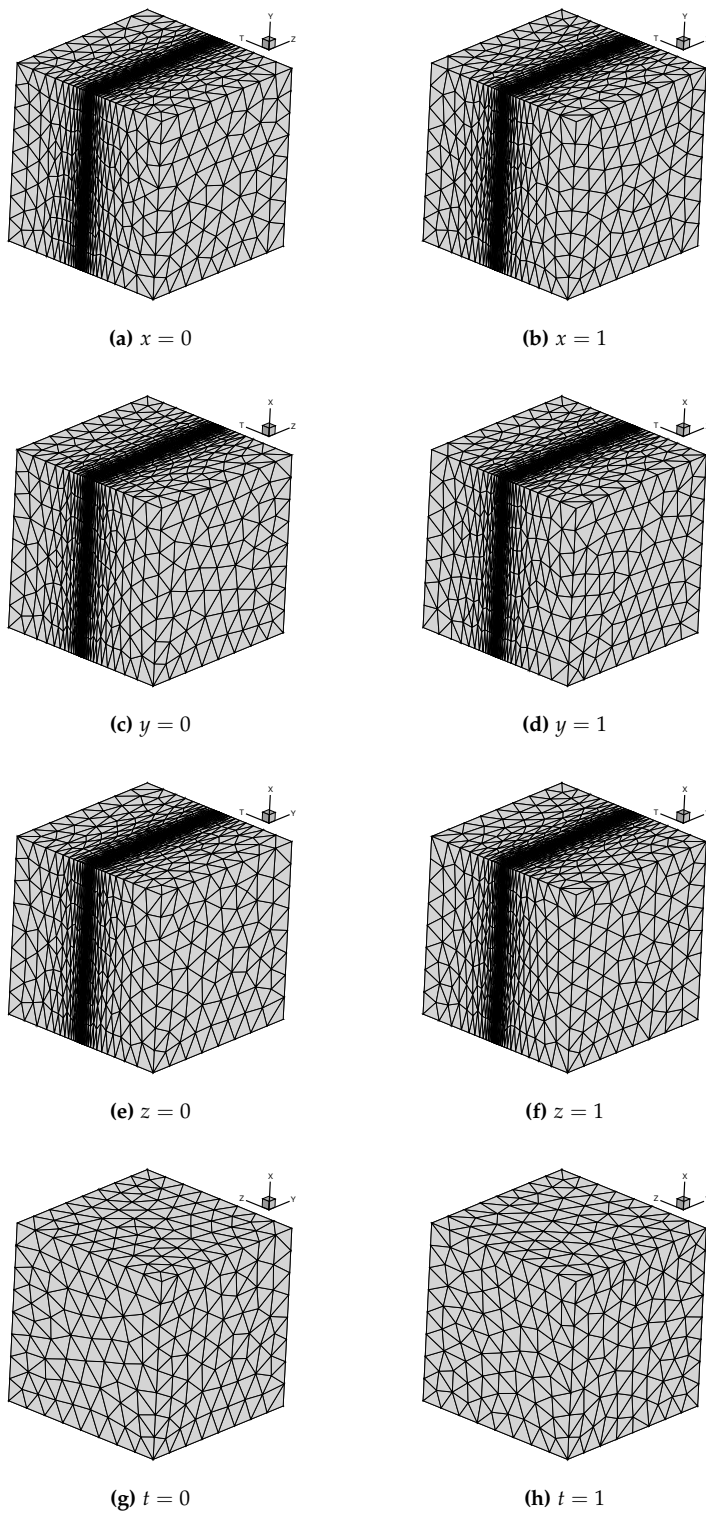 Y
T Z
Y
T
(a) x = 0
(b) x = 1
X
T Z
X
T
(c) y = 0
(d) y = 1
X
T Y
X
T
(e) z = 0
(f) z = 1
X
Z Y
X
Z
(g) t = 0
(h) t = 1